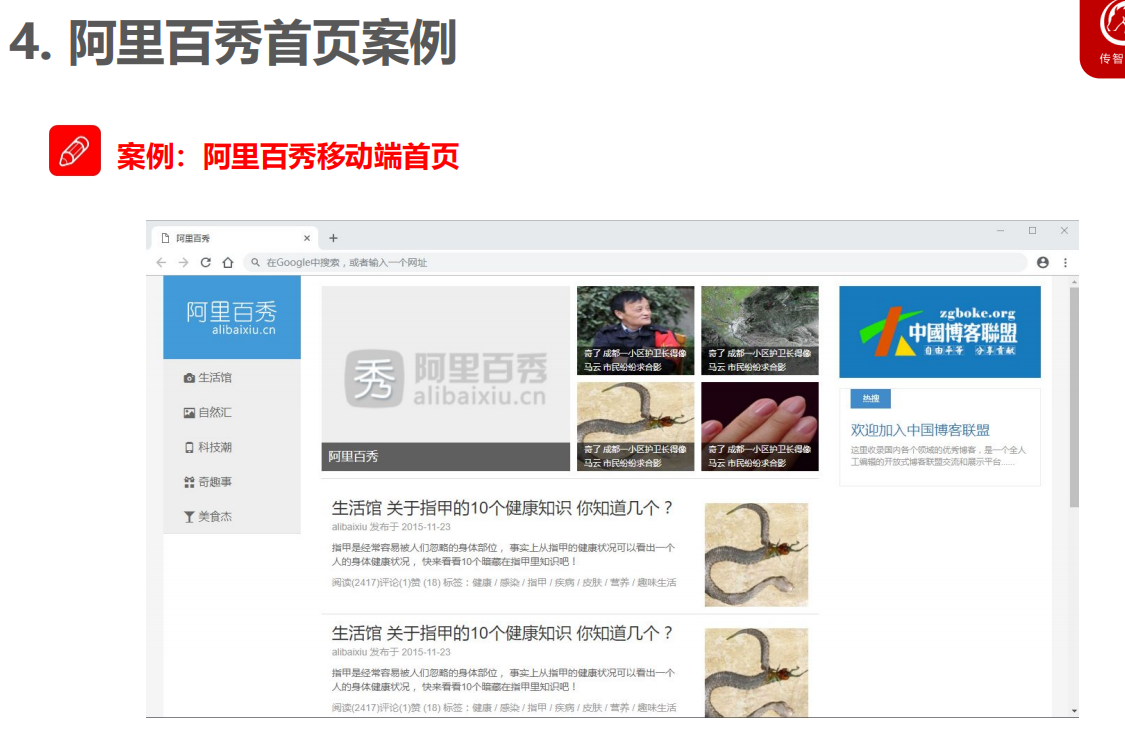 4. 阿里百秀首页案例
传智
案例：阿里百秀移动端首页
阿里百秀
在Google中搜索，或者输入一个网址
阿里百秀
alibaixiu.cn
生活馆
自然汇
科技潮
奇趣事
美食杰
秀 阿里百秀
alibaixiu.cn
阿里百秀
奇了 成都一小区护卫长得像
马云 市民纷纷求合影
奇了 成都一小区护卫长得像
马云 市民纷纷求合影
奇了 成都一小区护卫长得像
马云 市民纷纷求合影
奇了 成都一小区护卫长得像
马云 市民纷纷求合影
zgboke.org
中國博客聯盟
自由平等 分享贡献
热搜
欢迎加入中国博客联盟
这里收录国内各个领域的优秀博客，是一个全人
工编辑的开放式博客联盟交流和展示平台......
生活馆 关于指甲的10个健康知识 你知道几个？
alibaixiu 发布于 2015-11-23
指甲是经常容易被人们忽略的身体部位， 事实上从指甲的健康状况可以看出一个
人的身体健康状况， 快来看看10个暗藏在指甲里知识吧！
阅读(2417)评论(1)赞 (18) 标签：健康 / 感染 / 指甲 / 疾病 / 皮肤 / 营养 / 趣味生活
生活馆 关于指甲的10个健康知识 你知道几个？
alibaixiu 发布于 2015-11-23
指甲是经常容易被人们忽略的身体部位， 事实上从指甲的健康状况可以看出一个
人的身体健康状况， 快来看看10个暗藏在指甲里知识吧！
阅读(2417)评论(1)赞 (18) 标签：健康 / 感染 / 指甲 / 疾病 / 皮肤 / 营养 / 趣味生活